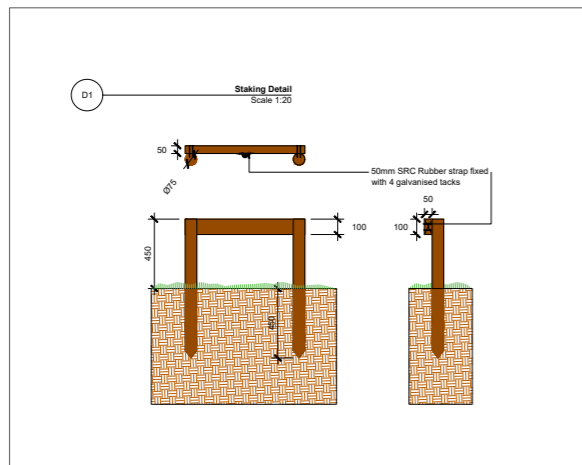 D1
Staking Detail
Scale 1:20
50
Ø75
50mm SRC Rubber strap fixed
with 4 galvanised tacks
50
450
100
100
450